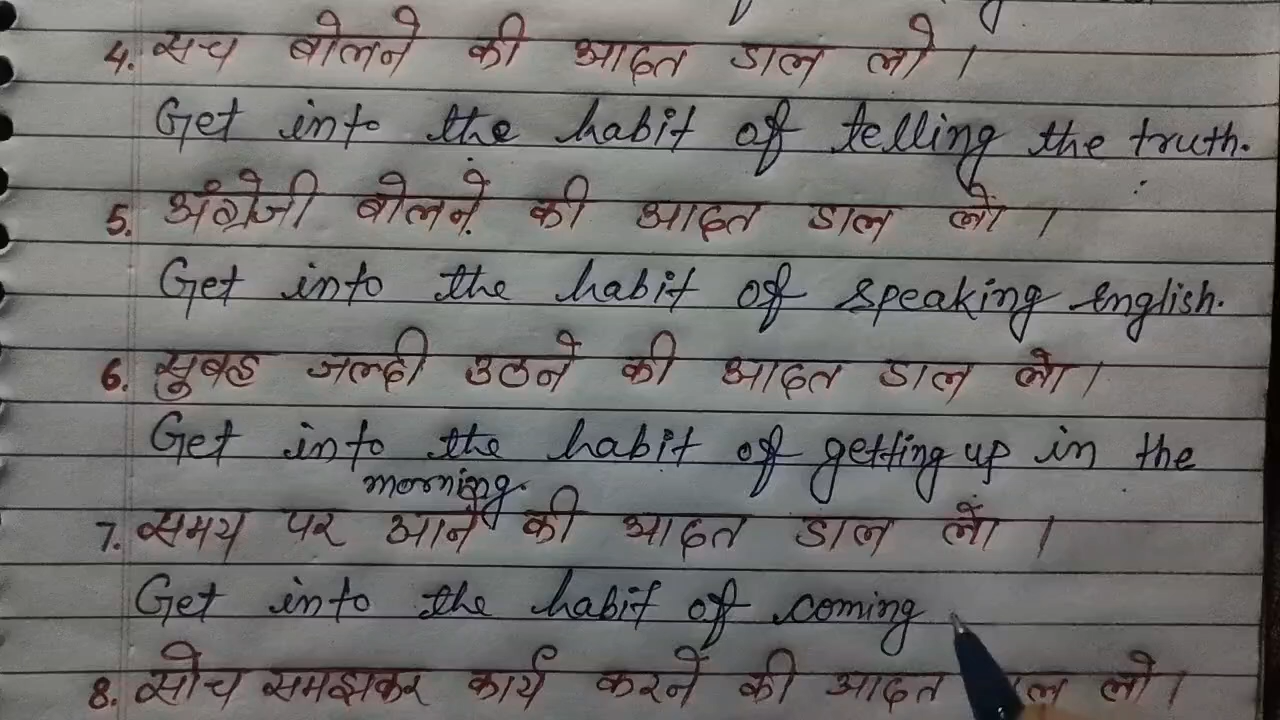 4. सच बोलने की आदत डाल लो ।
Get into the habit of telling the truth.
5. अंग्रेजी बोलने की आदत डाल लो ।
Get into the habit of speaking English.
6. सुबह जल्दी उठने की आदत डाल लो ।
Get into the habit of getting up in the
morning.
7. समय पर आने की आदत डाल लो ।
Get into the habit of coming
8. सोच समझकर कार्य करने की आदत लो ।